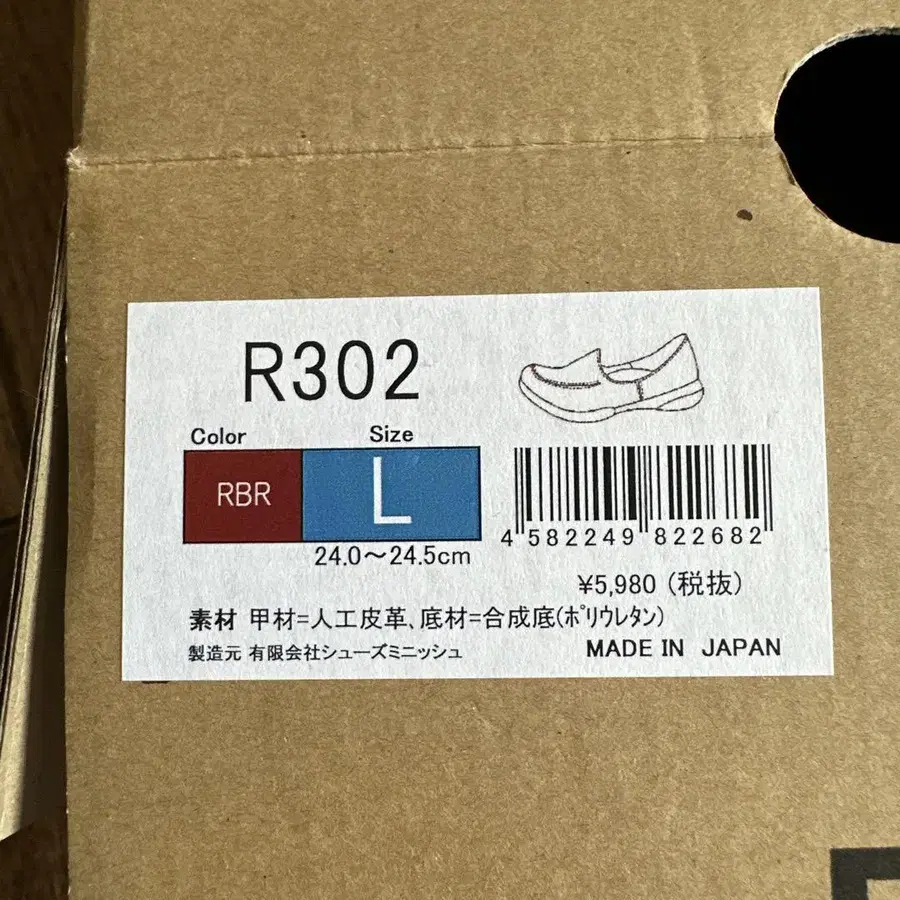 R302
Color Size
RBR L
24.0～24.5cm
4 582249 822682
¥5,980 (税抜)
素材 甲材=人工皮革、底材=合成底(ﾎﾟﾘｳﾚﾀﾝ)
製造元 有限会社シューズミニッシュ MADE IN JAPAN